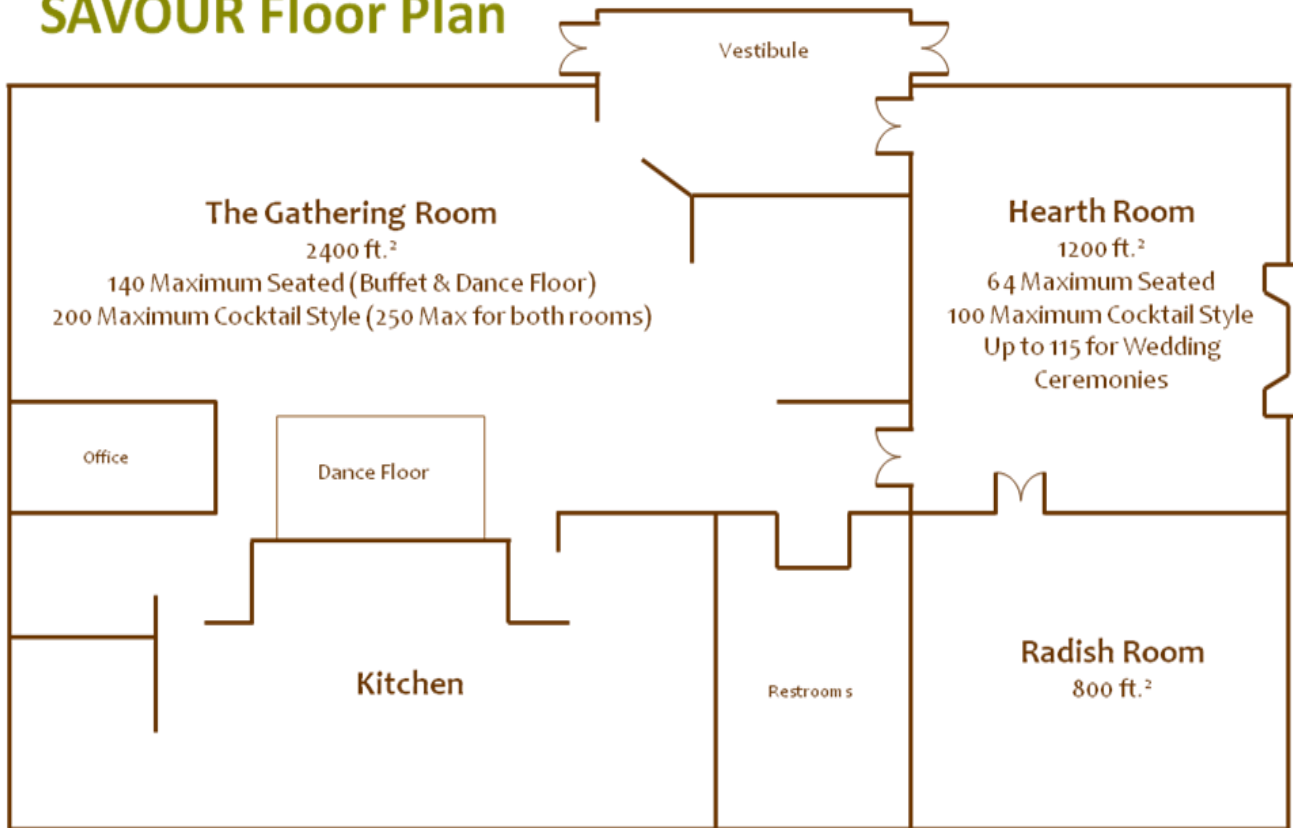 SAVOUR Floor Plan
Vestibule
The Gathering Room
2400 ft.²
140 Maximum Seated (Buffet & Dance Floor)
200 Maximum Cocktail Style (250 Max for both rooms)
Hearth Room
1200 ft.²
64 Maximum Seated
100 Maximum Cocktail Style
Up to 115 for Wedding
Ceremonies
Office
Dance Floor
Kitchen
Restrooms
Radish Room
800 ft.²